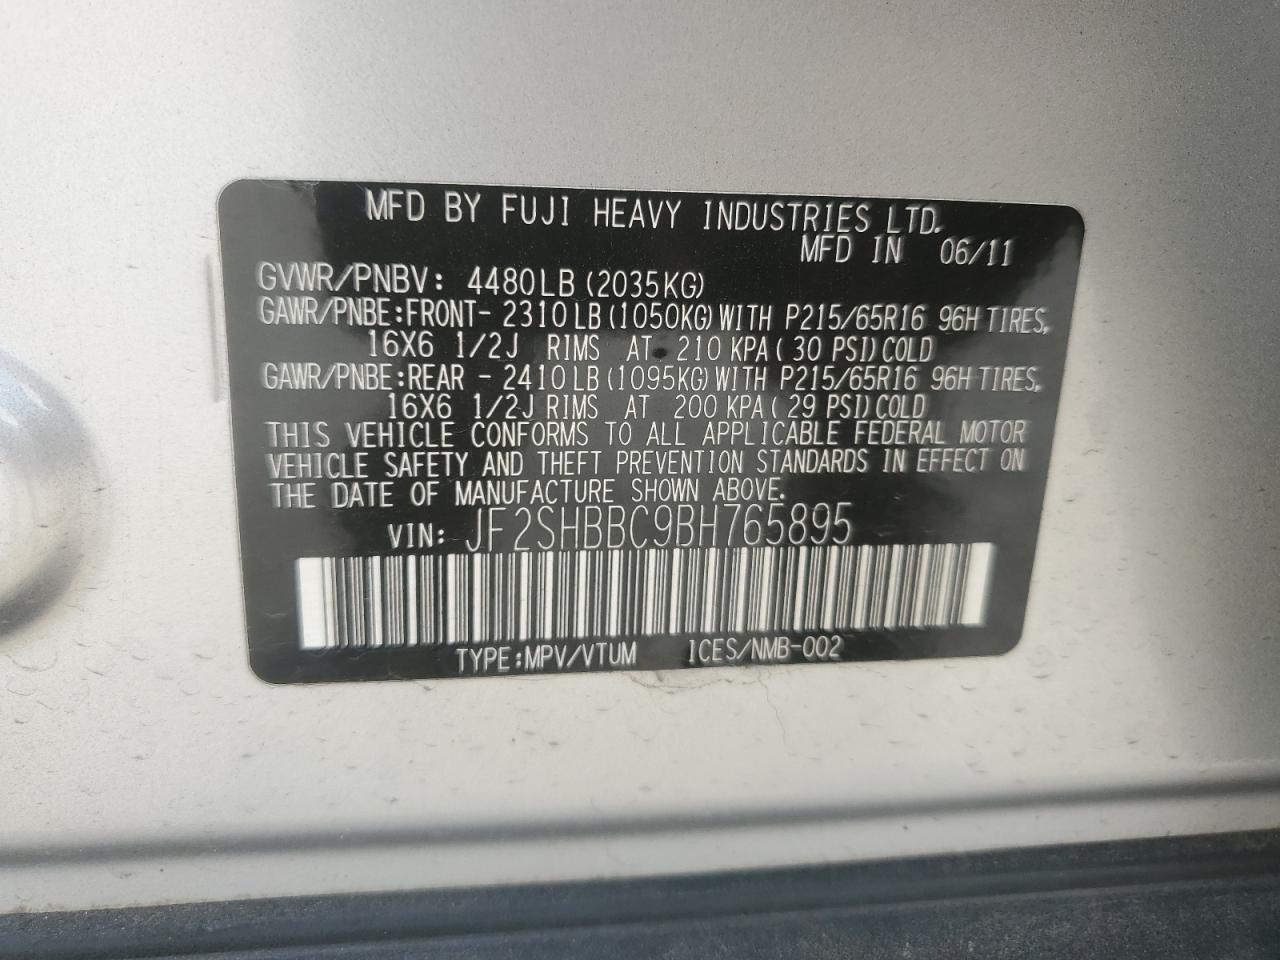 MFD BY FUJI HEAVY INDUSTRIES LTD.
MFD IN 06/11
GVWR/PNBV: 4480LB (2035KG)
GAWR/PNBE:FRONT- 2310LB (1050KG) WITH P215/65R16 96H TIRES,
16X6 1/2J RIMS AT 210 KPA (30 PSI) COLD
GAWR/PNBE:REAR - 2410LB (1095KG) WITH P215/65R16 96H TIRES,
16X6 1/2J RIMS AT 200 KPA (29 PSI) COLD
THIS VEHICLE CONFORMS TO ALL APPLICABLE FEDERAL MOTOR
VEHICLE SAFETY AND THEFT PREVENTION STANDARDS IN EFFECT ON
THE DATE OF MANUFACTURE SHOWN ABOVE.
VIN: JF2SHBBC9BH765895
TYPE:MPV/VTUM ICES/NMB-002